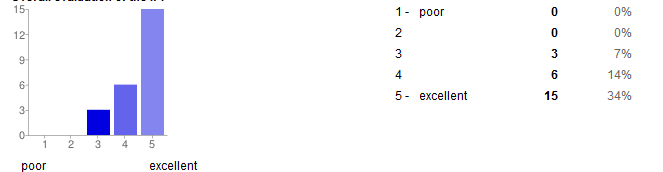 15
12
9
6
3
0
1 2 3 4 5
poor excellent
1 - poor 0 0%
2 0 0%
3 3 7%
4 6 14%
5 - excellent 15 34%